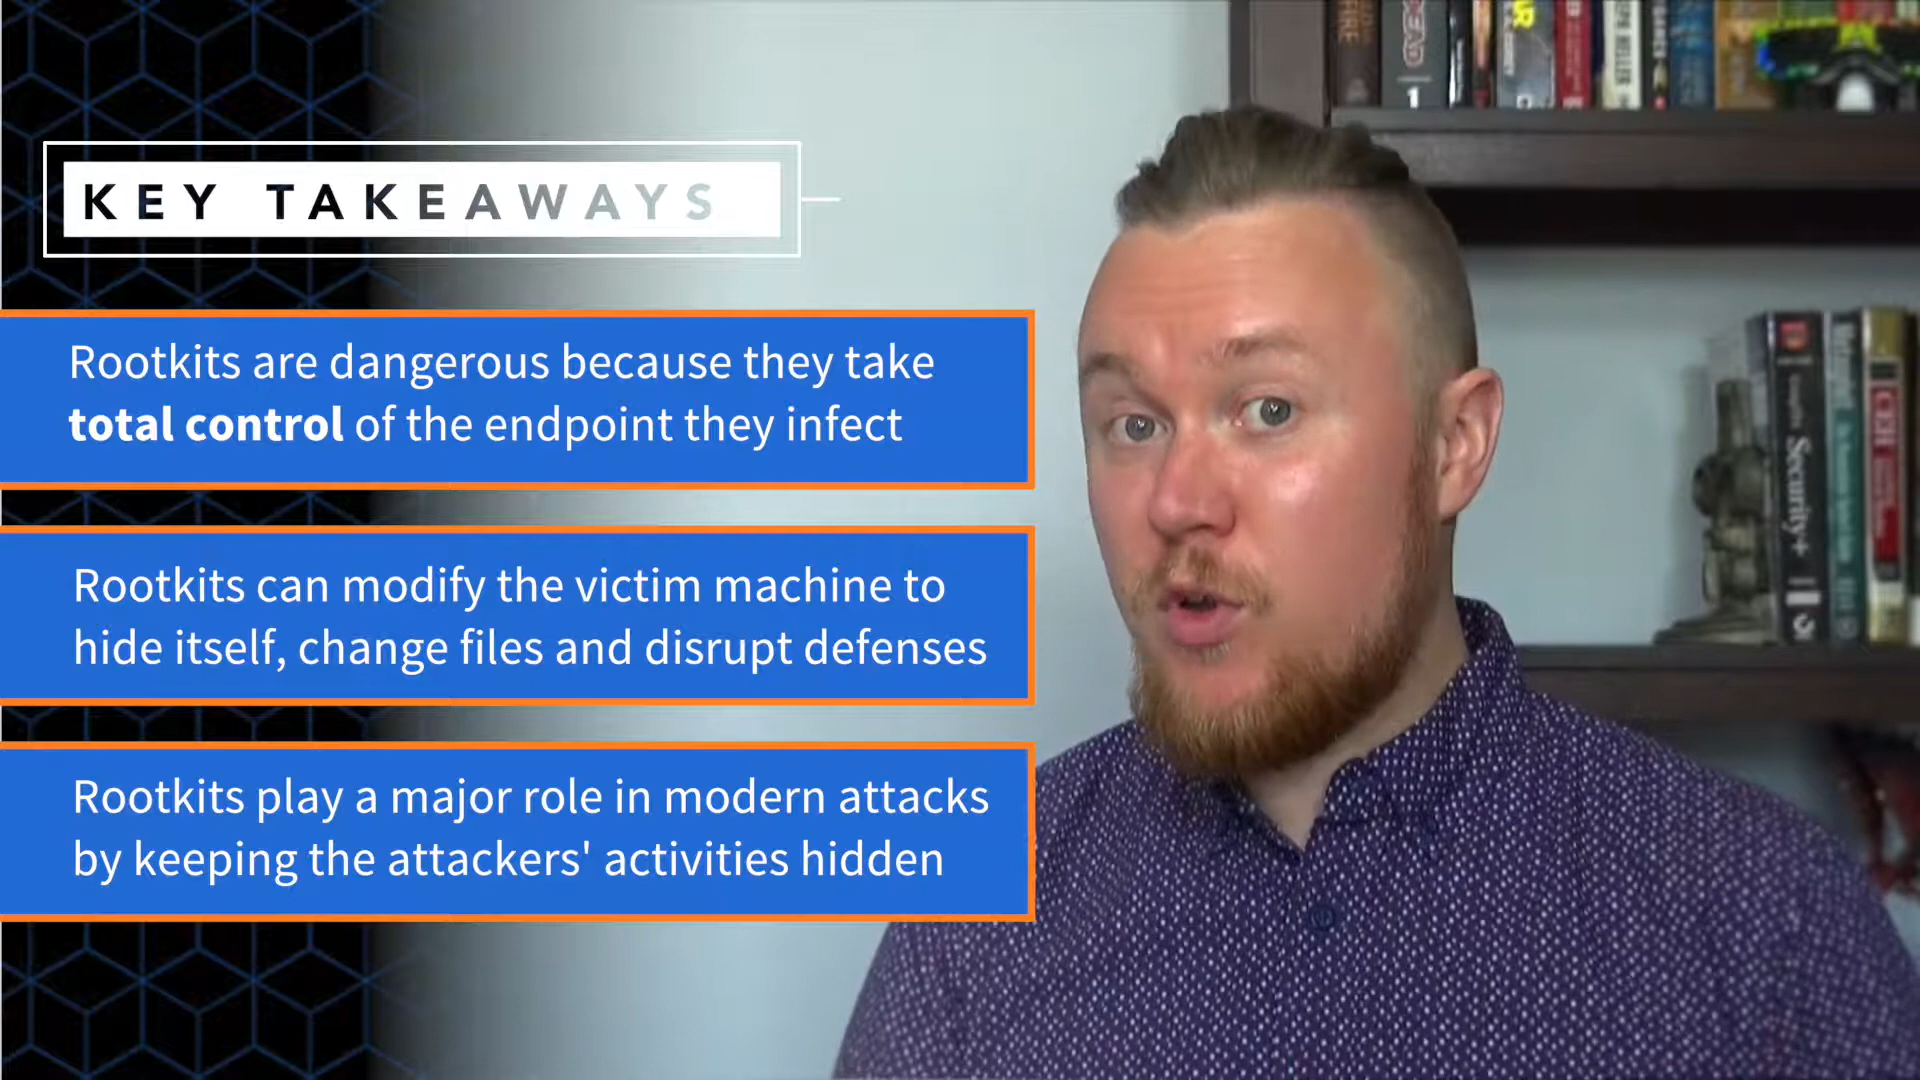 KEY TAKEAWAYS
Rootkits are dangerous because they take
total control of the endpoint they infect
Rootkits can modify the victim machine to
hide itself, change files and disrupt defenses
Rootkits play a major role in modern attacks
by keeping the attackers' activities hidden
1
Security+
CEH